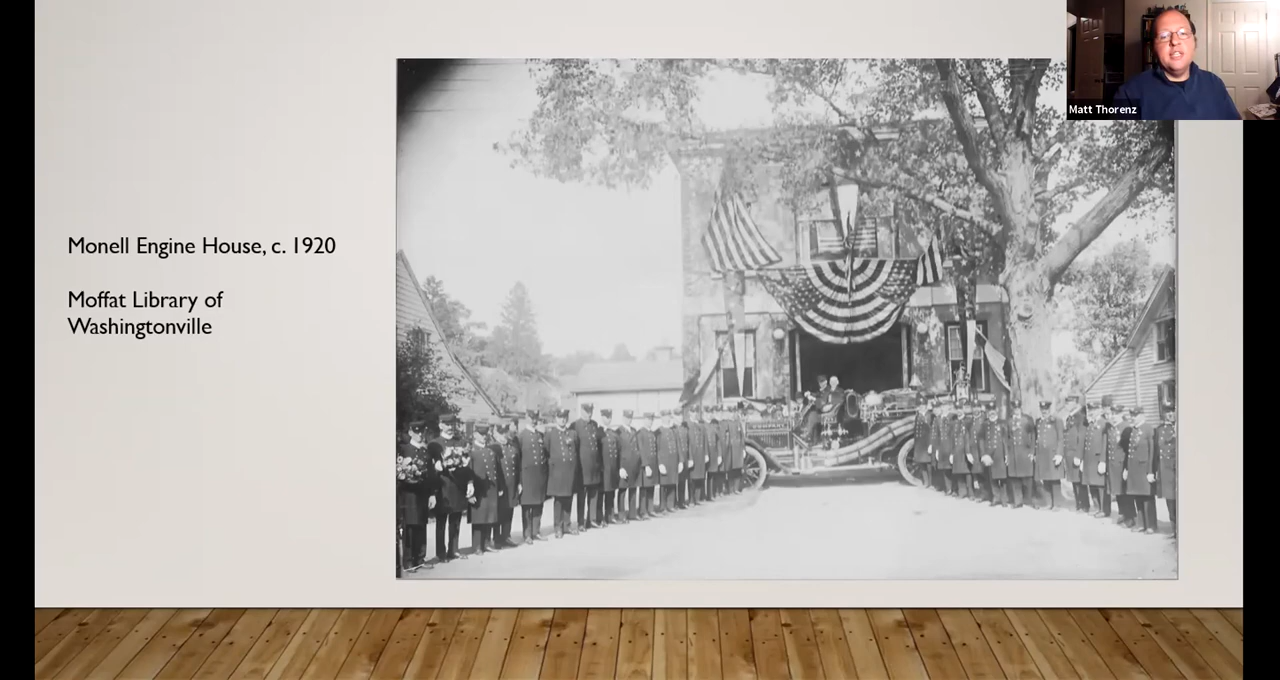 Monell Engine House, c. 1920
Moffat Library of
Washingtonville
Matt Thorenz